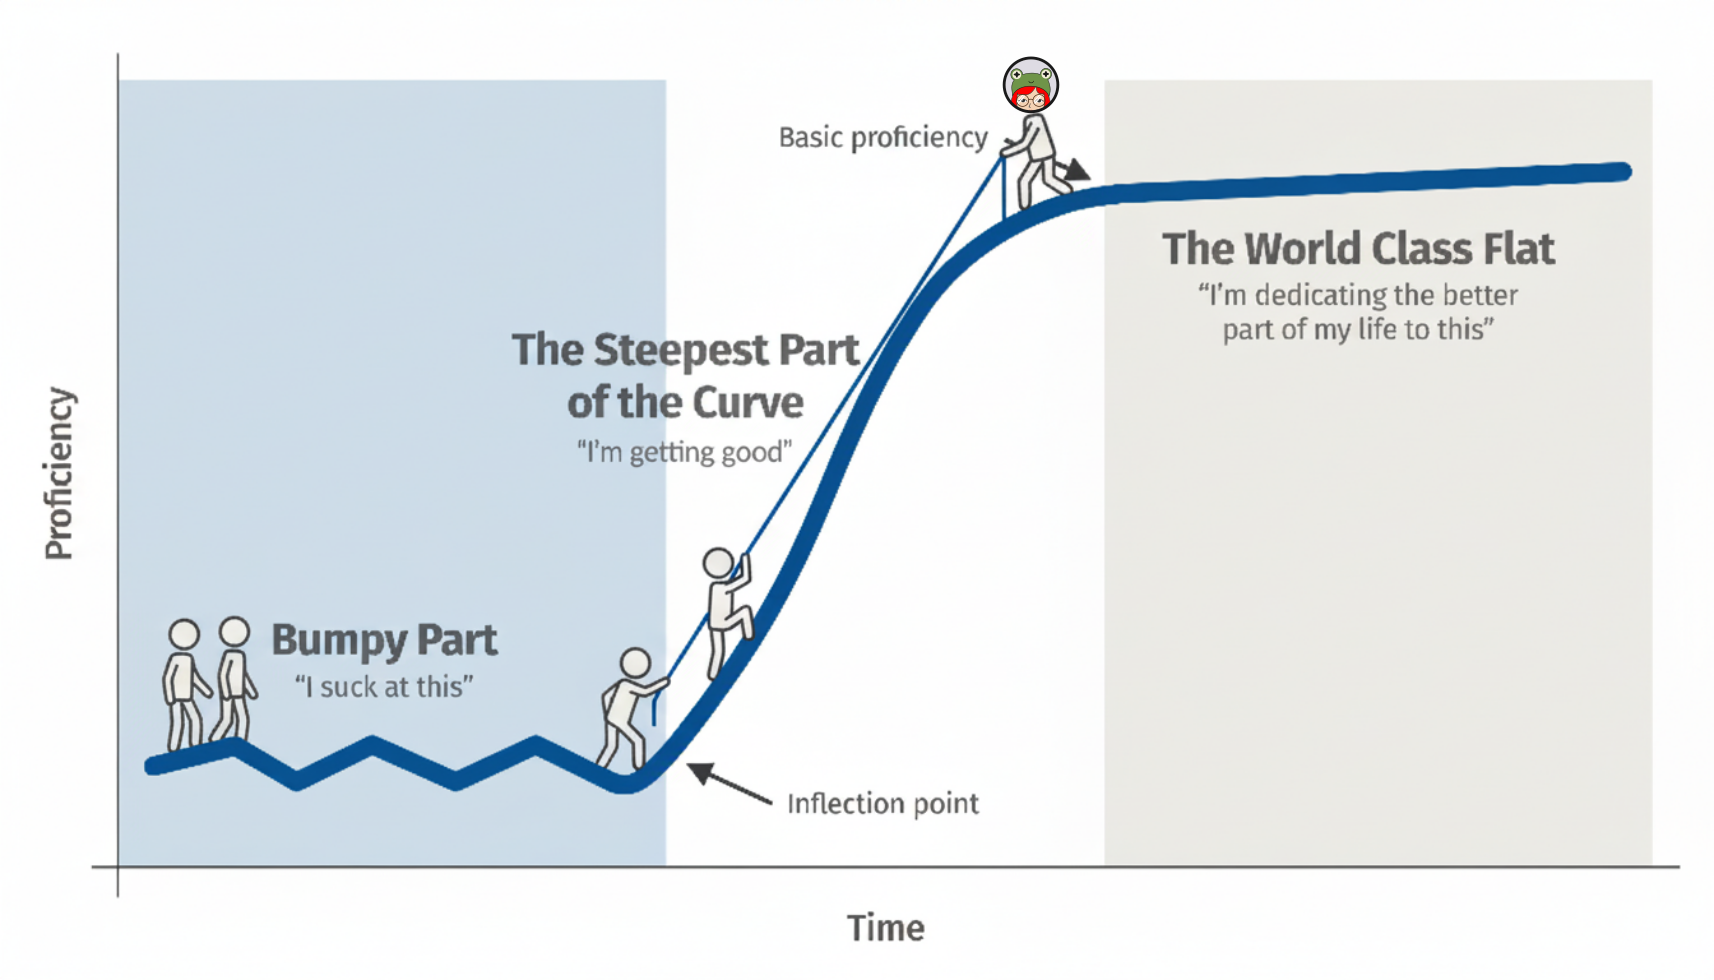 Basic proficiency
The World Class Flat
“I’m dedicating the better
part of my life to this”
The Steepest Part
of the Curve
“I’m getting good”
Proficiency
Bumpy Part
“I suck at this”
Inflection point
Time